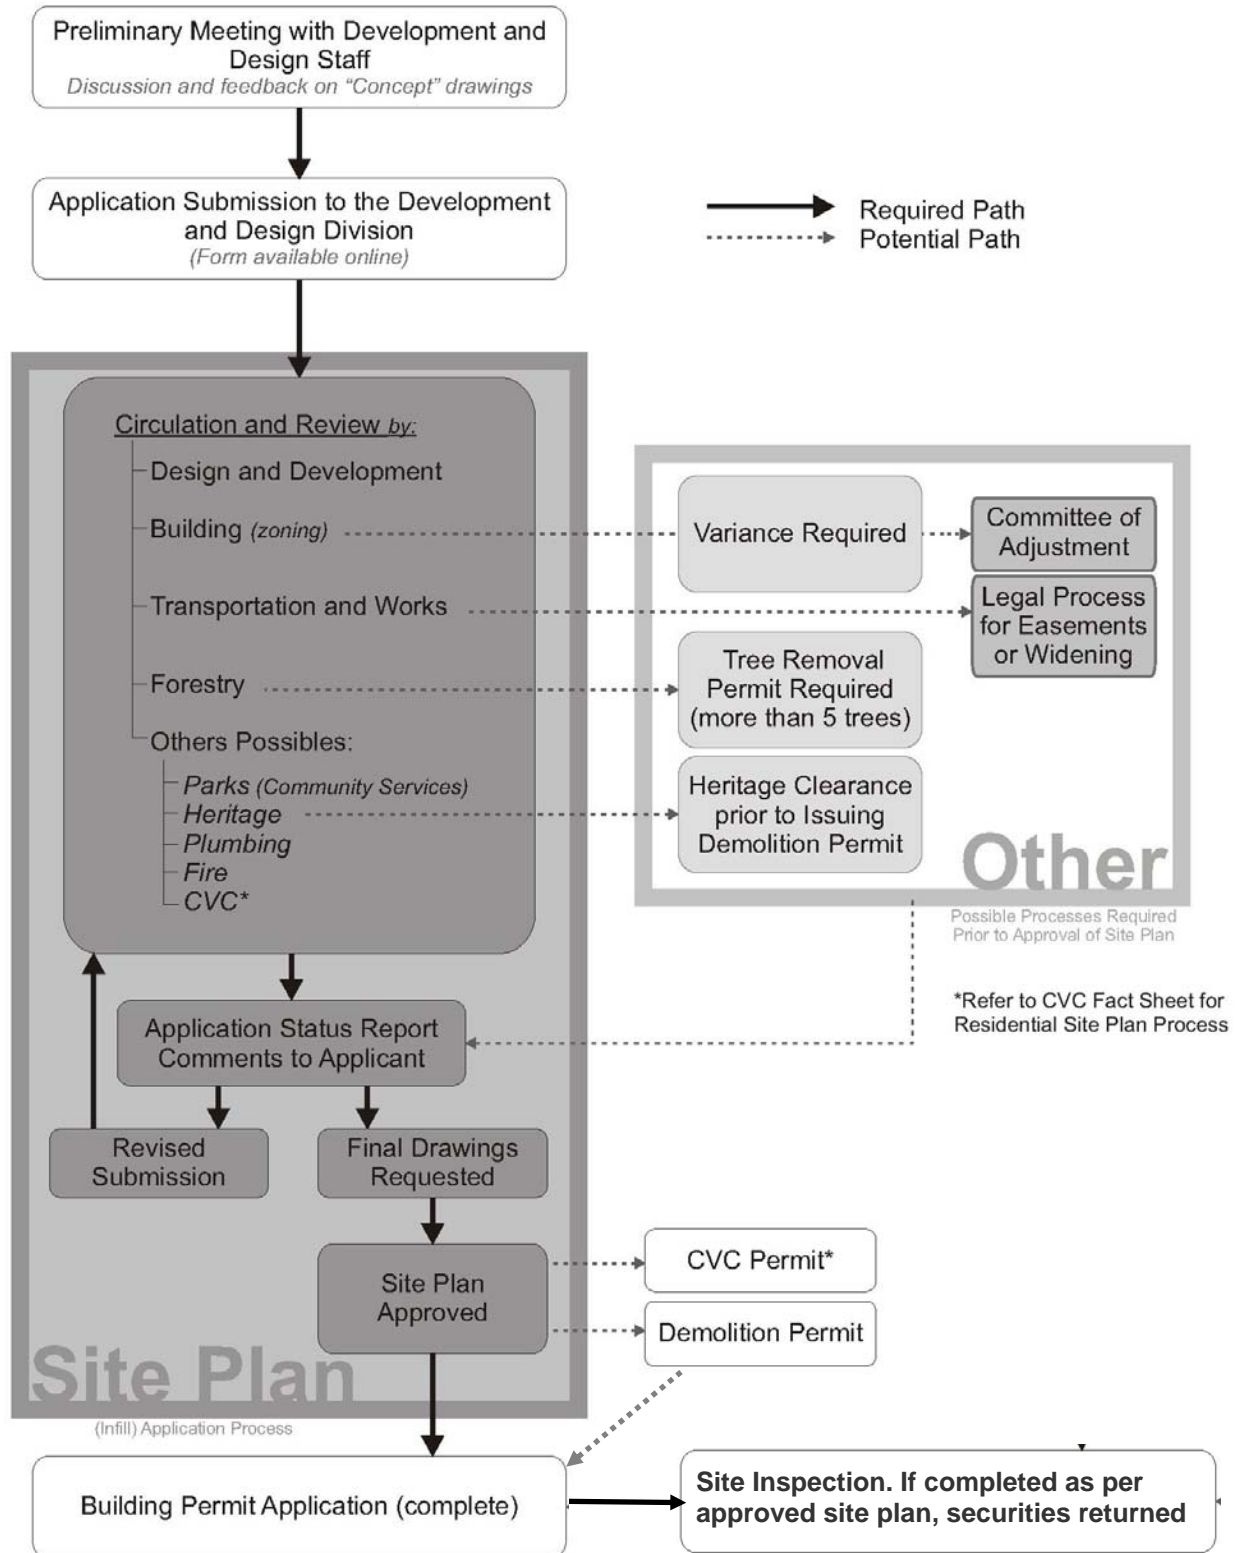 Preliminary Meeting with Development and
Design Staff
Discussion and feedback on “Concept” drawings
Application Submission to the Development
and Design Division
(Form available online)
Required Path
Potential Path
Circulation and Review by:
Design and Development
Building (zoning)
Transportation and Works
Forestry
Others Possibles:
Parks (Community Services)
Heritage
Plumbing
Fire
CVC*
Variance Required
Committee of
Adjustment
Legal Process
for Easements
or Widening
Tree Removal
Permit Required
(more than 5 trees)
Heritage Clearance
prior to Issuing
Demolition Permit
Other
Possible Processes Required
Prior to Approval of Site Plan
*Refer to CVC Fact Sheet for
Residential Site Plan Process
Application Status Report
Comments to Applicant
Revised
Submission
Final Drawings
Requested
Site Plan
Approved
CVC Permit*
Demolition Permit
Site Plan
(Infill) Application Process
Building Permit Application (complete)
Site Inspection. If completed as per
approved site plan, securities returned